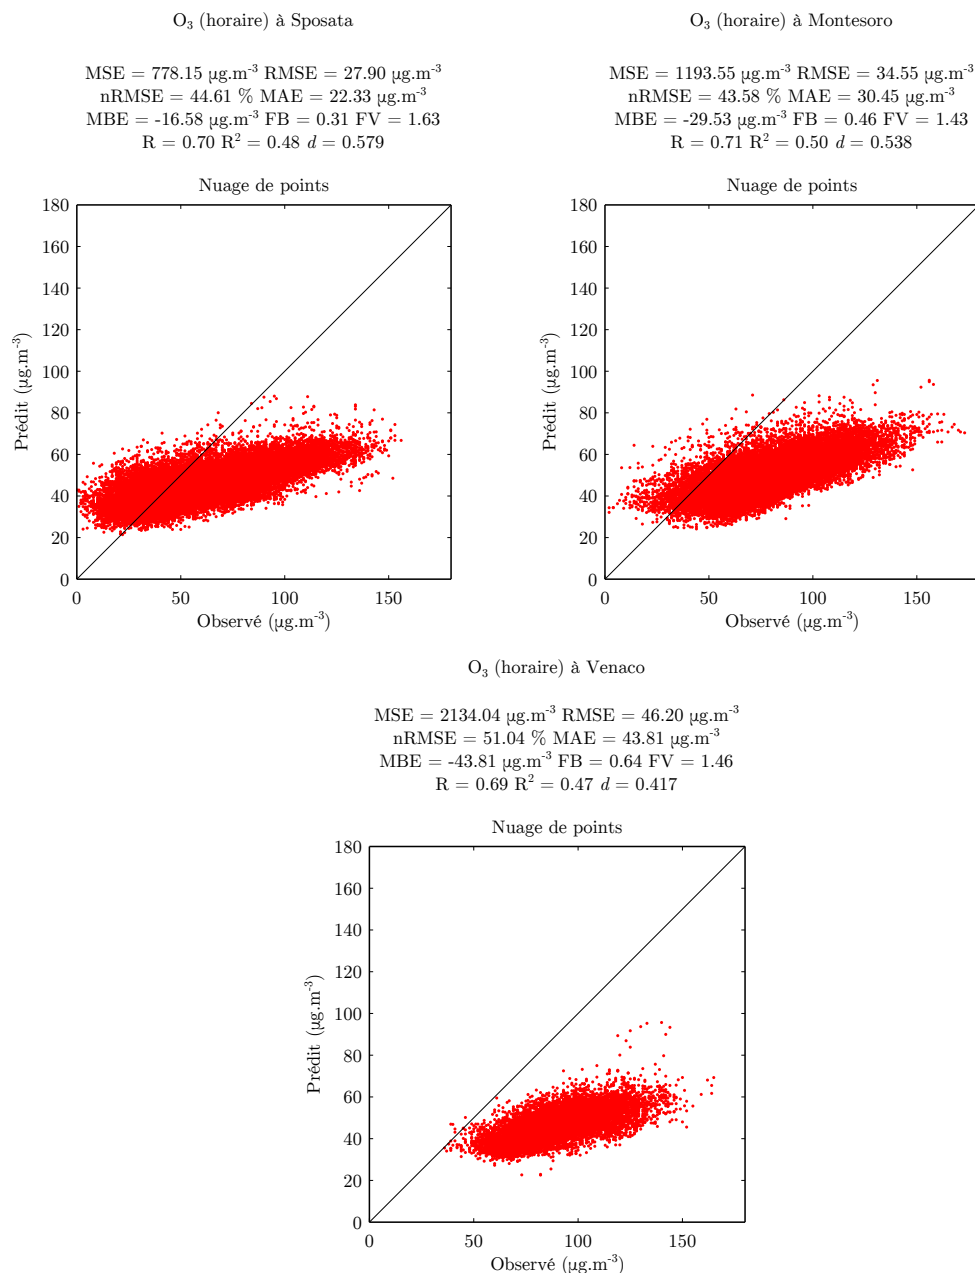 O₃ (horaire) à Sposata
MSE = 778.15 µg.m⁻³ RMSE = 27.90 µg.m⁻³
nRMSE = 44.61 % MAE = 22.33 µg.m⁻³
MBE = -16.58 µg.m⁻³ FB = 0.31 FV = 1.63
R = 0.70 R² = 0.48 d = 0.579
Nuage de points
180
160
140
120
100
80
60
40
20
0
0 50 100 150
Prédit (µg.m⁻³)
Observé (µg.m⁻³)
O₃ (horaire) à Montesoro
MSE = 1193.55 µg.m⁻³ RMSE = 34.55 µg.m⁻³
nRMSE = 43.58 % MAE = 30.45 µg.m⁻³
MBE = -29.53 µg.m⁻³ FB = 0.46 FV = 1.43
R = 0.71 R² = 0.50 d = 0.538
Nuage de points
180
160
140
120
100
80
60
40
20
0
0 50 100 150
Prédit (µg.m⁻³)
Observé (µg.m⁻³)
O₃ (horaire) à Venaco
MSE = 2134.04 µg.m⁻³ RMSE = 46.20 µg.m⁻³
nRMSE = 51.04 % MAE = 43.81 µg.m⁻³
MBE = -43.81 µg.m⁻³ FB = 0.64 FV = 1.46
R = 0.69 R² = 0.47 d = 0.417
Nuage de points
180
160
140
120
100
80
60
40
20
0
0 50 100 150
Prédit (µg.m⁻³)
Observé (µg.m⁻³)